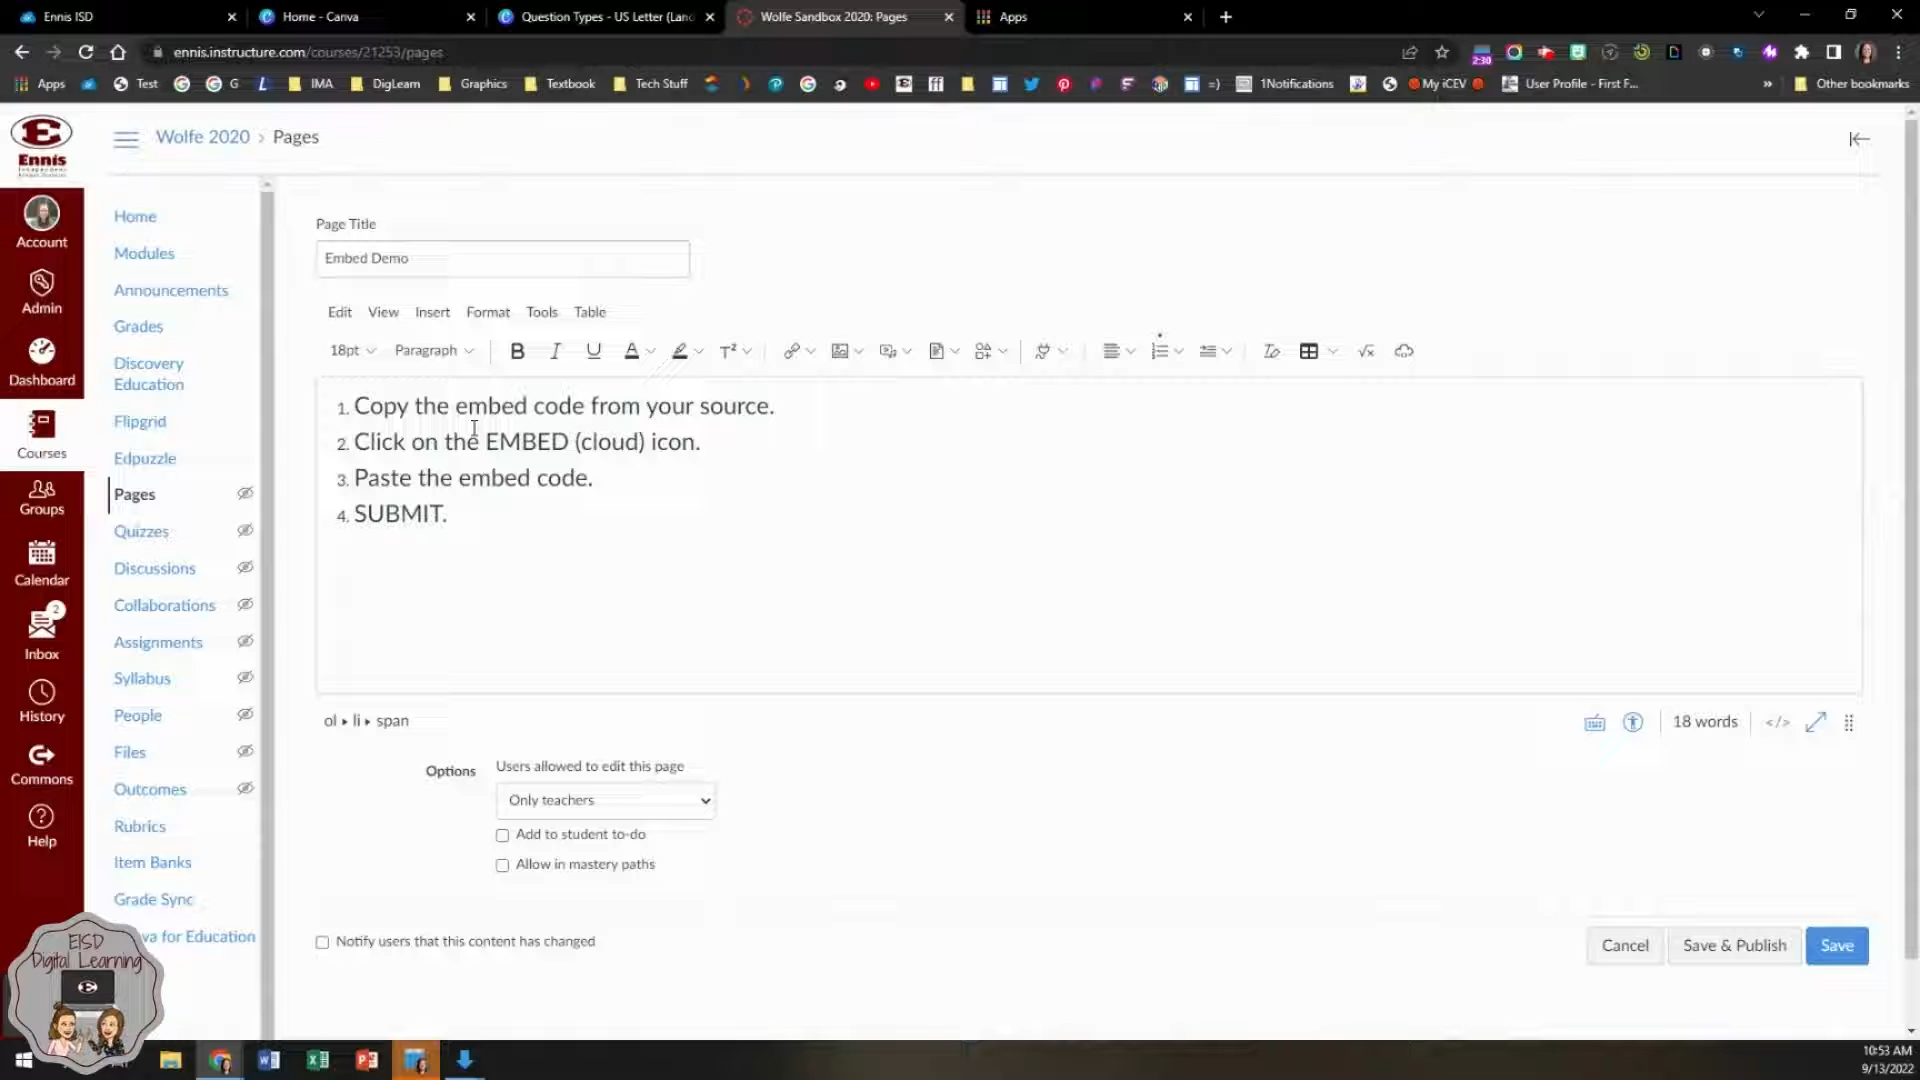 Ennis ISD
Home - Canva
Question Types - US Letter (Lanc
Wolfe Sandbox 2020: Pages
Apps
ennis.instructure.com/courses/21253/pages
2:30
Apps
Test
G
IMA
DigLearn
Graphics
Textbook
Tech Stuff
=)
1Notifications
My iCEV
User Profile - First F...
Other bookmarks
Ennis
Wolfe 2020 › Pages
Account
Admin
Dashboard
Courses
Groups
Calendar
2
Inbox
History
Commons
Help
Home
Modules
Announcements
Grades
Discovery
Education
Flipgrid
Edpuzzle
Pages
Quizzes
Discussions
Collaborations
Assignments
Syllabus
People
Files
Outcomes
Rubrics
Item Banks
Grade Sync
va for Education
Page Title
Embed Demo
Edit View Insert Format Tools Table
18pt Paragraph
1. Copy the embed code from your source.
2. Click on the EMBED (cloud) icon.
3. Paste the embed code.
4. SUBMIT.
ol ▸ li ▸ span
18 words </>
Options
Users allowed to edit this page
Only teachers
Add to student to-do
Allow in mastery paths
Notify users that this content has changed
Cancel
Save & Publish
Save
EISD
Digital Learning
10:53 AM
9/13/2022